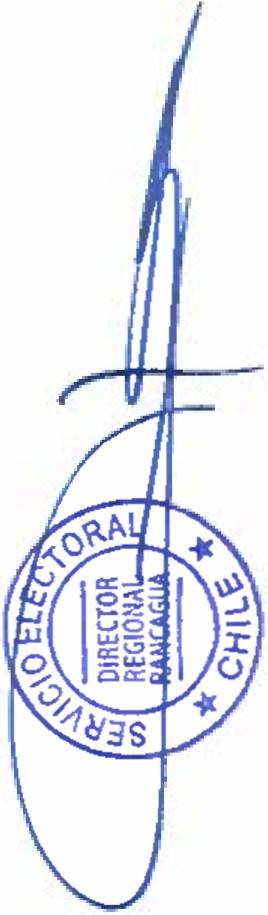 SERVICIO ELECTORAL
DIRECTOR
REGIONAL
RANCAGUA
★ CHILE ★